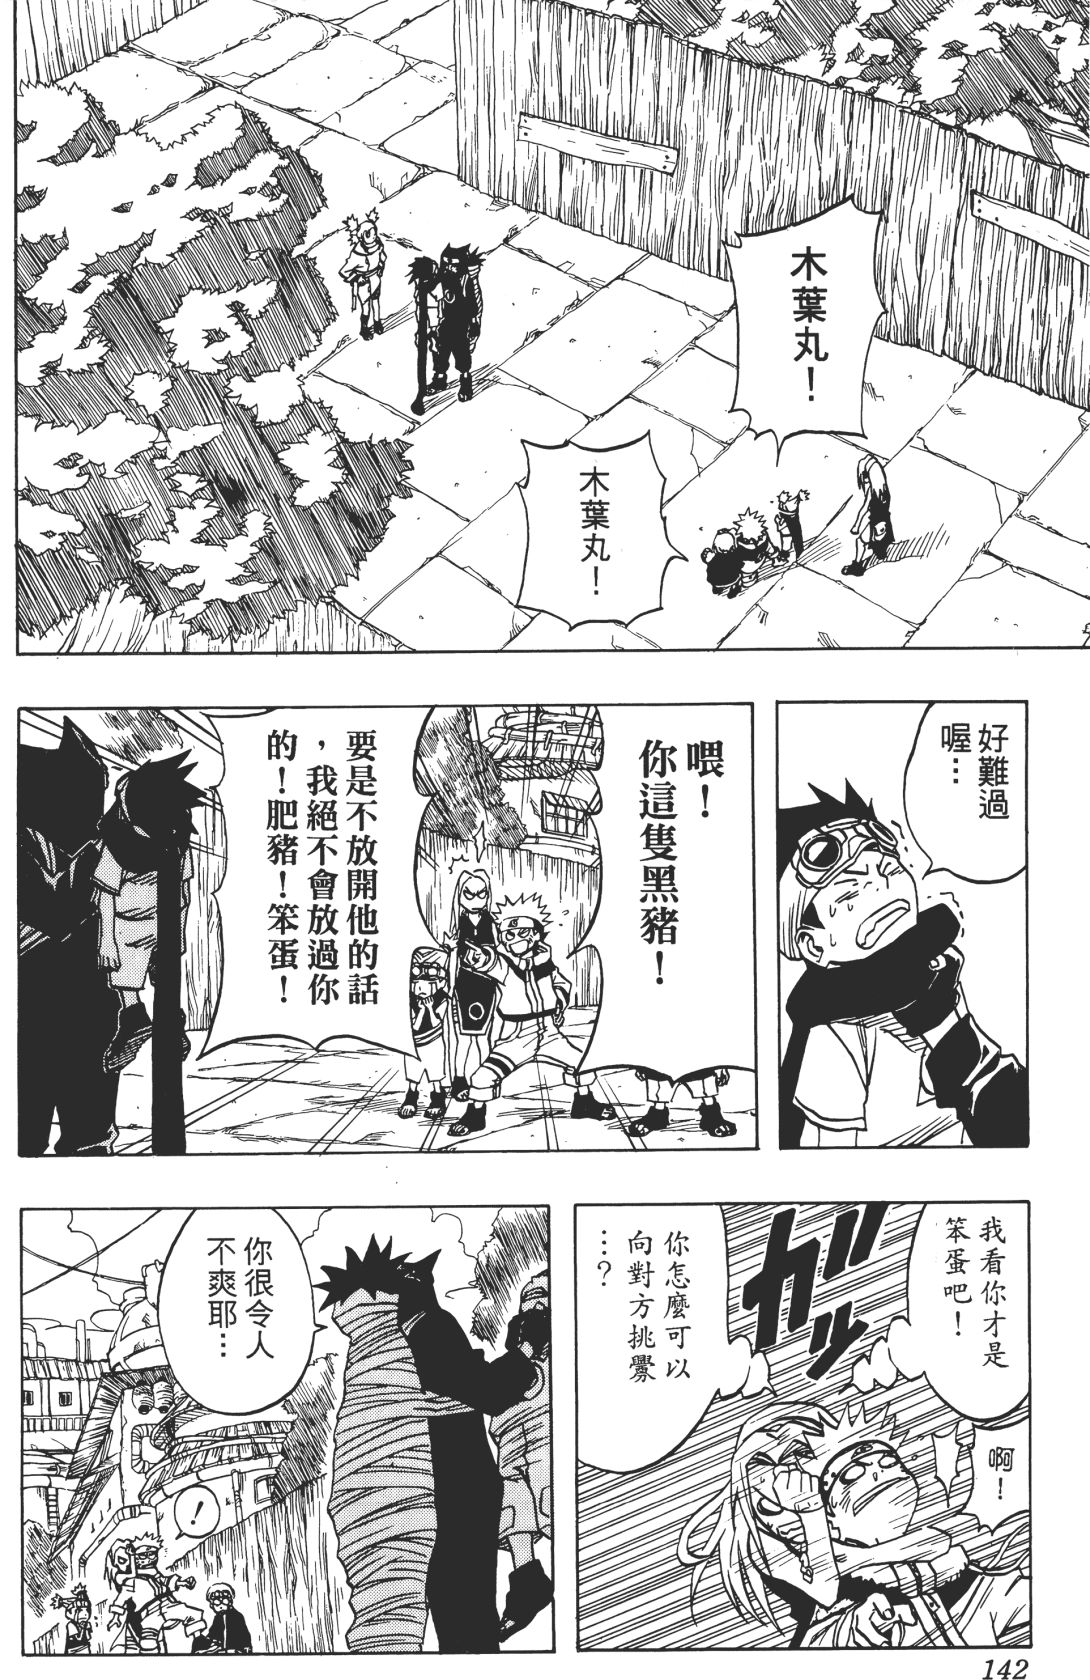 木葉丸！
木葉丸！
好難過
喔…
喂！
你這隻黑豬！
要是不放開他的話
，我絕不會放過你
的！肥豬！笨蛋！
我看你才是
笨蛋吧！
啊！
ガッ
你怎麼可以
向對方挑釁
…？
你很令人
不爽耶…
！
142